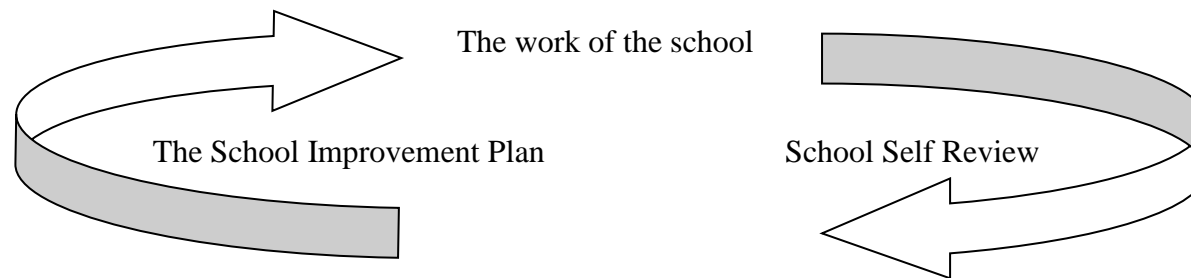 The work of the school
The School Improvement Plan
School Self Review